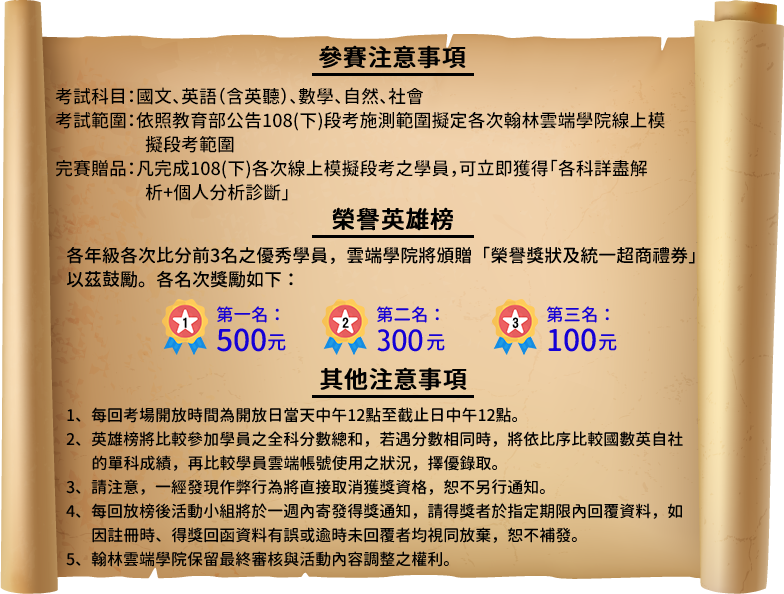 參賽注意事項
考試科目：國文、英語（含英聽）、數學、自然、社會
考試範圍：依照教育部公告108(下)段考施測範圍擬定各次翰林雲端學院線上模
擬段考範圍
完賽贈品：凡完成108(下)各次線上模擬段考之學員，可立即獲得「各科詳盡解
析+個人分析診斷」
榮譽英雄榜
各年級各次比分前3名之優秀學員，雲端學院將頒贈「榮譽獎狀及統一超商禮券」
以茲鼓勵。各名次獎勵如下：
1 第一名： 2 第二名： 3 第三名：
500元 300元 100元
其他注意事項
1、每回考場開放時間為開放日當天中午12點至截止日中午12點。
2、英雄榜將比較參加學員之全科分數總和，若遇分數相同時，將依比序比較國數英自社
的單科成績，再比較學員雲端帳號使用之狀況，擇優錄取。
3、請注意，一經發現作弊行為將直接取消獲獎資格，恕不另行通知。
4、每回放榜後活動小組將於一週內寄發得獎通知，請得獎者於指定期限內回覆資料，如
因註冊時、得獎回函資料有誤或逾時未回覆者均視同放棄，恕不補發。
5、翰林雲端學院保留最終審核與活動內容調整之權利。